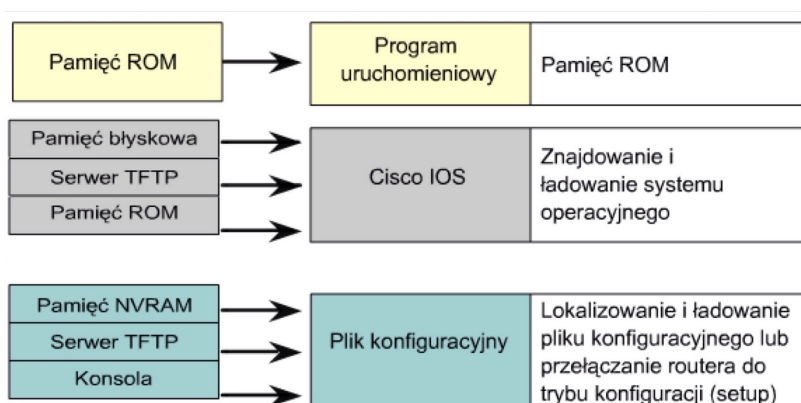 Pamięć ROM
Program
uruchomieniowy
Pamięć ROM
Pamięć błyskowa
Serwer TFTP
Pamięć ROM
Cisco IOS
Znajdowanie i
ładowanie systemu
operacyjnego
Pamięć NVRAM
Serwer TFTP
Konsola
Plik konfiguracyjny
Lokalizowanie i ładowanie
pliku konfiguracyjnego lub
przełączanie routera do
trybu konfiguracji (setup)